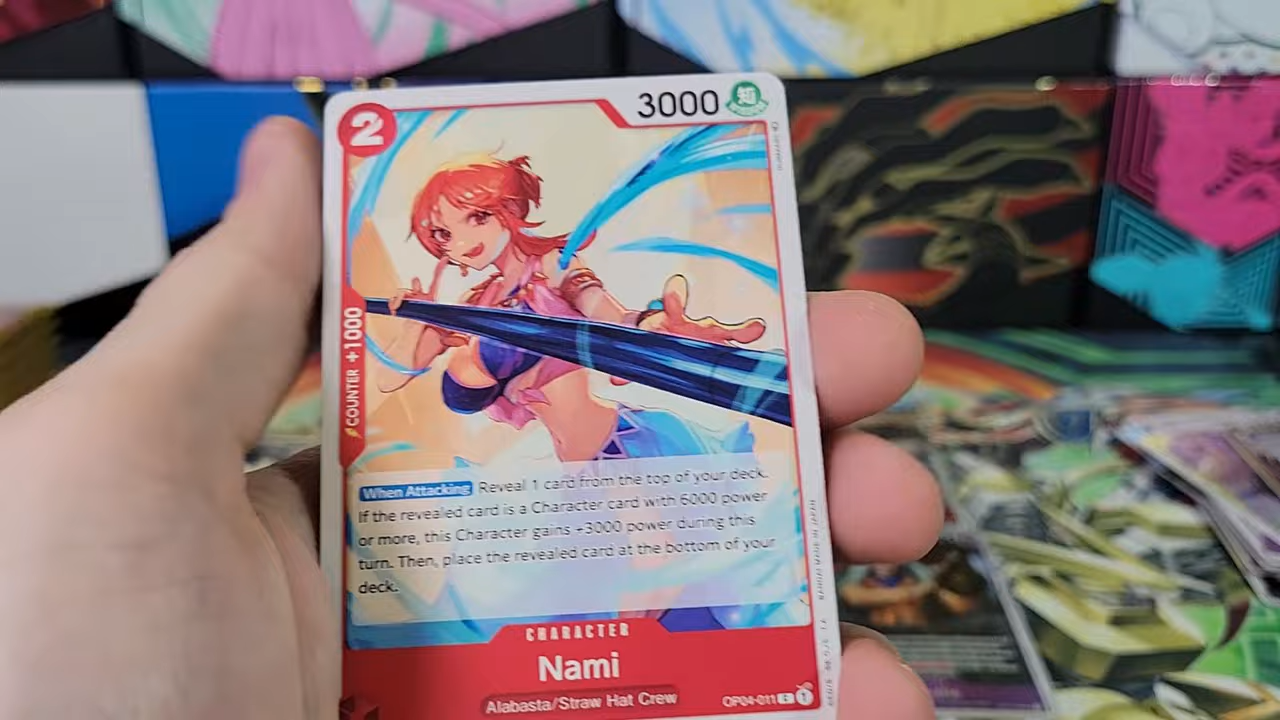 2
3000
知
COUNTER +1000
When Attacking Reveal 1 card from the top of your deck.
If the revealed card is a Character card with 6000 power
or more, this Character gains +3000 power during this
turn. Then, place the revealed card at the bottom of your
deck.
CHARACTER
Nami
Alabasta/Straw Hat Crew
OP04-011 C 1